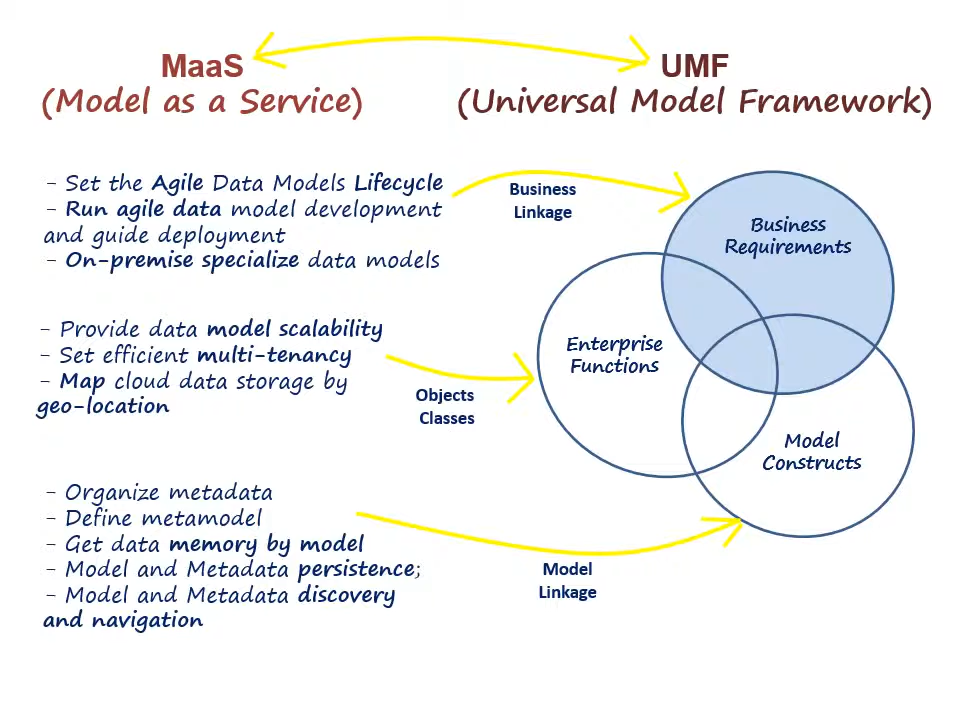 MaaS
(Model as a Service)
UMF
(Universal Model Framework)
- Set the Agile Data Models Lifecycle
- Run agile data model development
and guide deployment
- On-premise specialize data models
- Provide data model scalability
- Set efficient multi-tenancy
- Map cloud data storage by
geo-location
- Organize metadata
- Define metamodel
- Get data memory by model
- Model and Metadata persistence;
- Model and Metadata discovery
and navigation
Business
Linkage
Objects
Classes
Model
Linkage
Business
Requirements
Enterprise
Functions
Model
Constructs